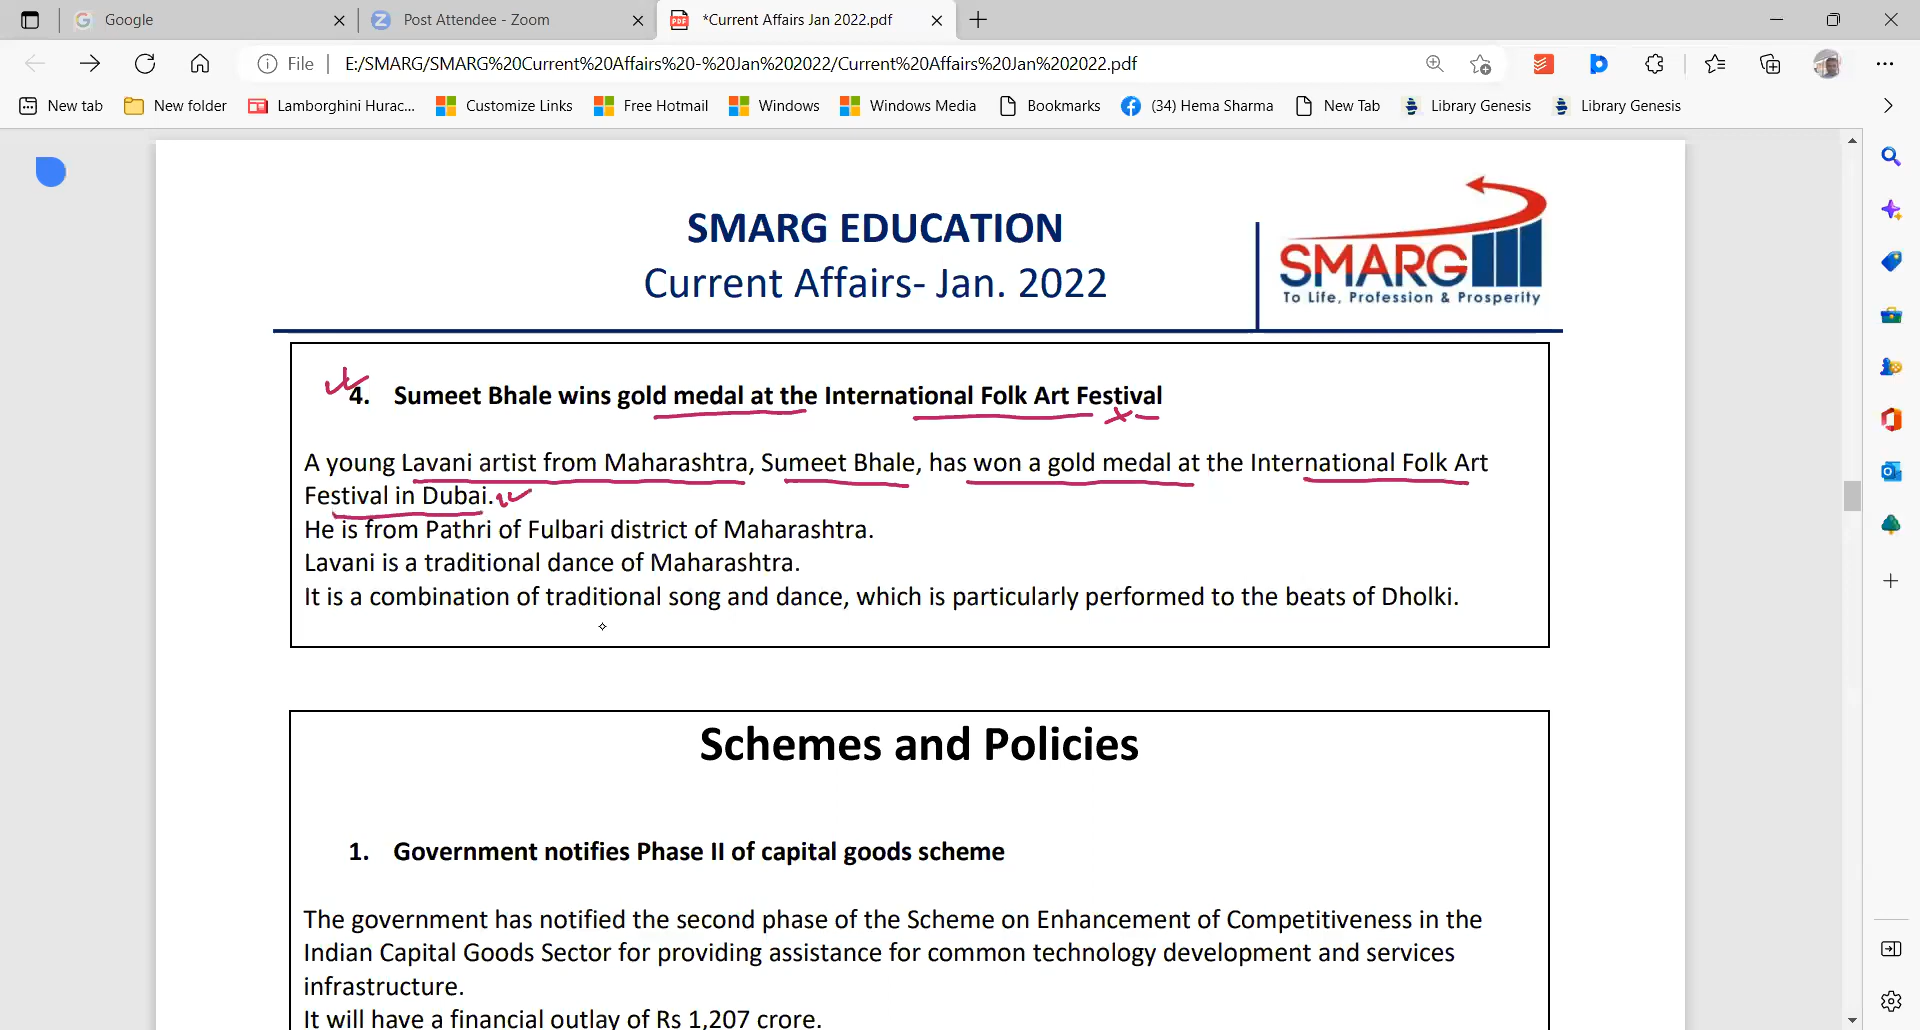 Google
Post Attendee - Zoom
*Current Affairs Jan 2022.pdf
File
E:/SMARG/SMARG%20Current%20Affairs%20-%20Jan%202022/Current%20Affairs%20Jan%202022.pdf
New tab
New folder
Lamborghini Hurac...
Customize Links
Free Hotmail
Windows
Windows Media
Bookmarks
(34) Hema Sharma
New Tab
Library Genesis
Library Genesis
SMARG EDUCATION
Current Affairs- Jan. 2022
SMARG
To Life, Profession & Prosperity
4. Sumeet Bhale wins gold medal at the International Folk Art Festival
A young Lavani artist from Maharashtra, Sumeet Bhale, has won a gold medal at the International Folk Art
Festival in Dubai.
He is from Pathri of Fulbari district of Maharashtra.
Lavani is a traditional dance of Maharashtra.
It is a combination of traditional song and dance, which is particularly performed to the beats of Dholki.
Schemes and Policies
1. Government notifies Phase II of capital goods scheme
The government has notified the second phase of the Scheme on Enhancement of Competitiveness in the
Indian Capital Goods Sector for providing assistance for common technology development and services
infrastructure.
It will have a financial outlay of Rs 1,207 crore.